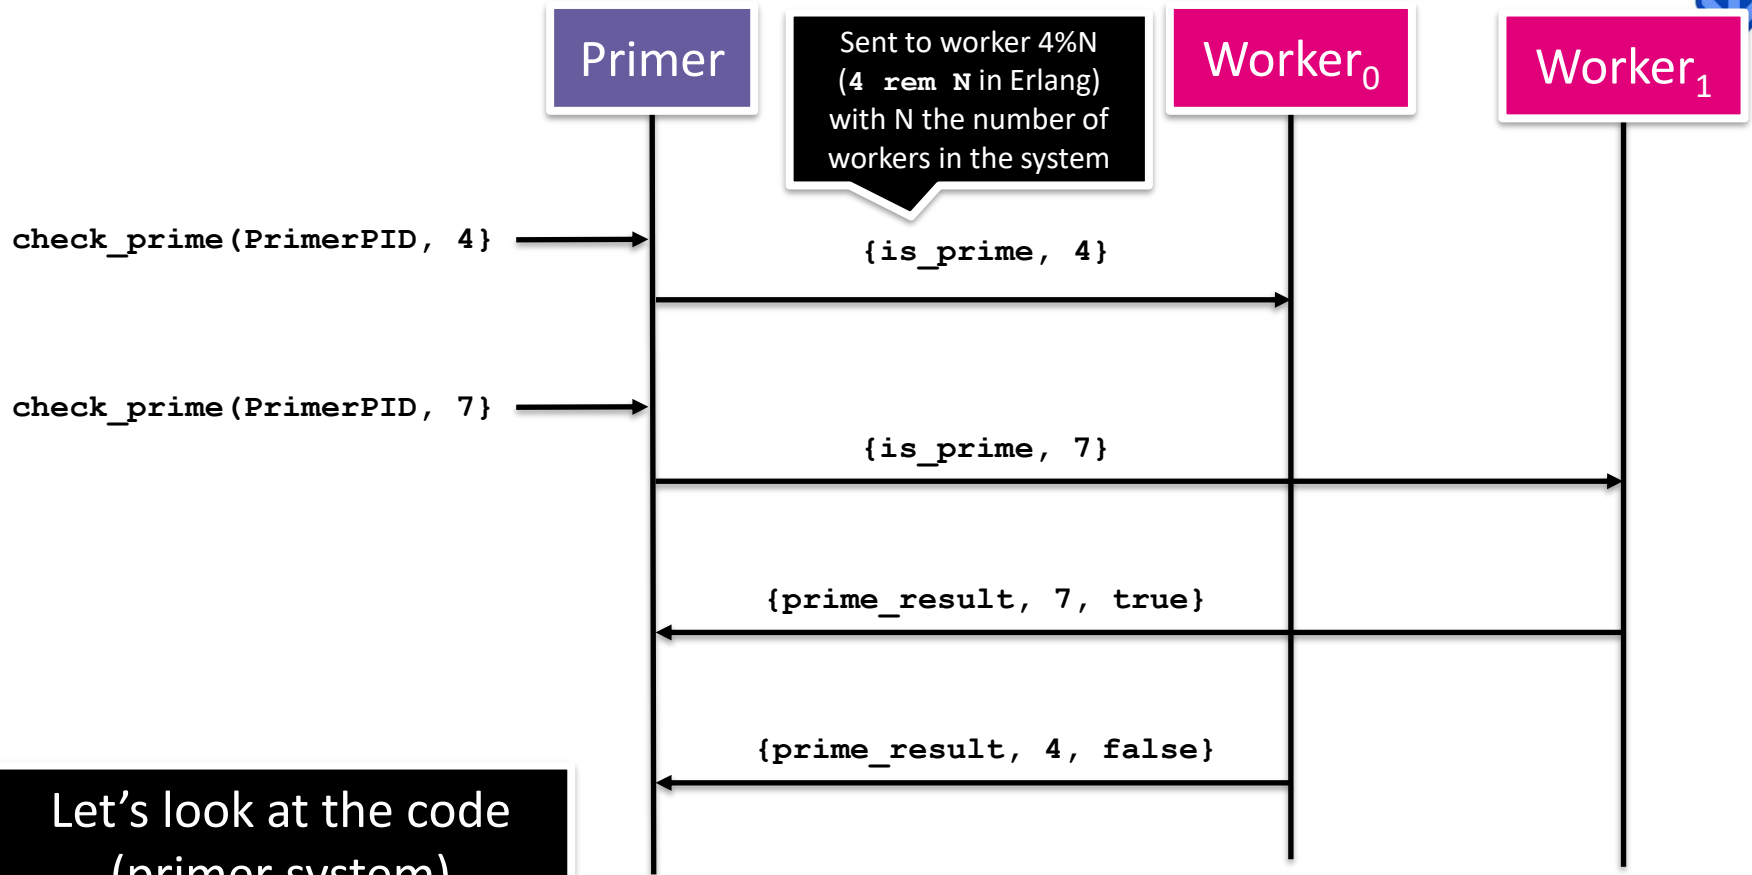 Primer
Sent to worker 4%N
(4 rem N in Erlang)
with N the number of
workers in the system
Worker0
Worker1
check_prime(PrimerPID, 4}
{is_prime, 4}
check_prime(PrimerPID, 7}
{is_prime, 7}
{prime_result, 7, true}
{prime_result, 4, false}
Let's look at the code
(primer system)